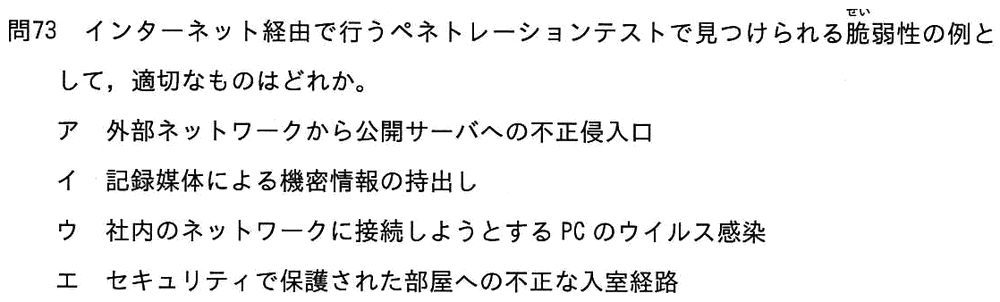 せい
問73 インターネット経由で行うペネトレーションテストで見つけられる脆弱性の例と
して,適切なものはどれか。
ア 外部ネットワークから公開サーバへの不正侵入口
イ 記録媒体による機密情報の持出し
ウ 社内のネットワークに接続しようとするPCのウイルス感染
エ セキュリティで保護された部屋への不正な入室経路